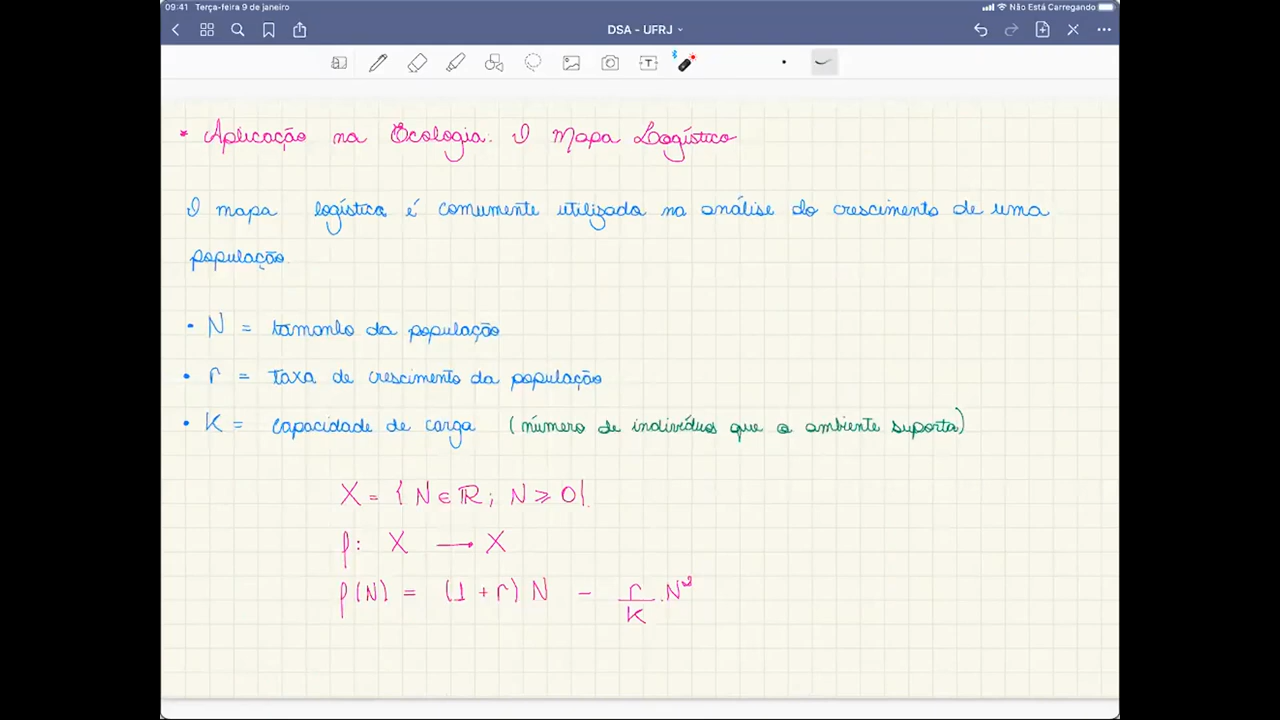 09:41 Terça-feira 9 de janeiro
Não Está Carregando
DSA - UFRJ
* Aplicação na Ecologia. O Mapa Logístico
O mapa logística é comumente utilizada na análise do crescimento de uma
população.
• N = tamanho da população
• r = taxa de crescimento da população
• K = capacidade de carga (número de indivíduos que o ambiente suporta)
X = { N ∈ ℝ; N ⩾ 0}.
f: X → X
f(N) = (1 + r) N - r/K . N²